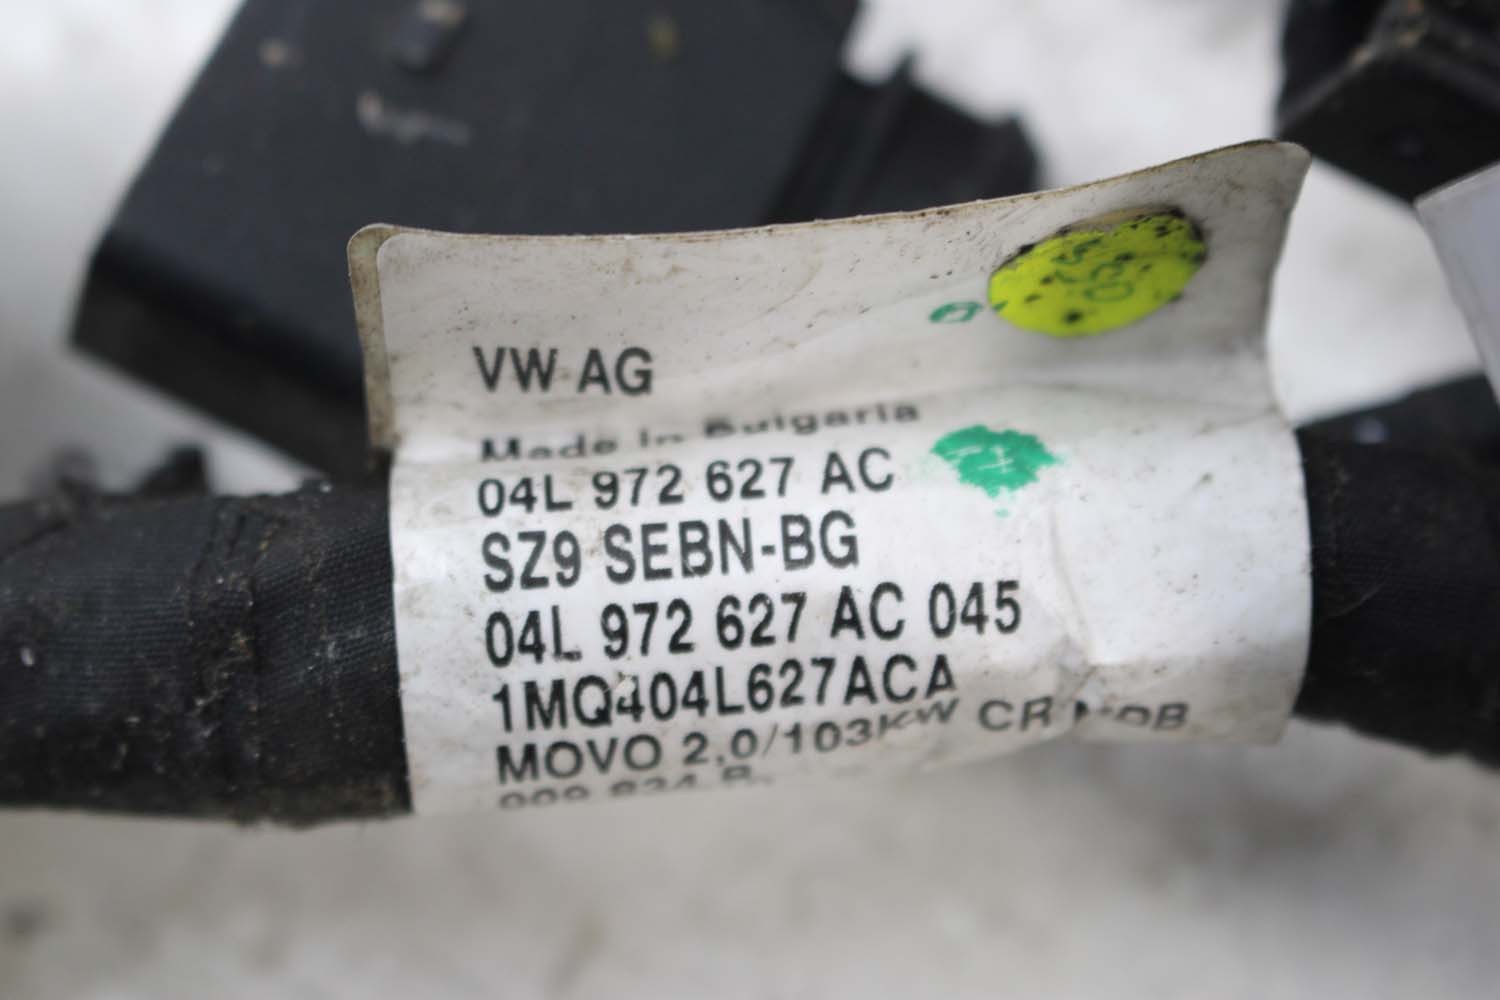 VW AG
Made in Bulgaria
04L 972 627 AC
SZ9 SEBN-BG
04L 972 627 AC 045
1MQ404L627ACA
MOVO 2,0/103KW CR